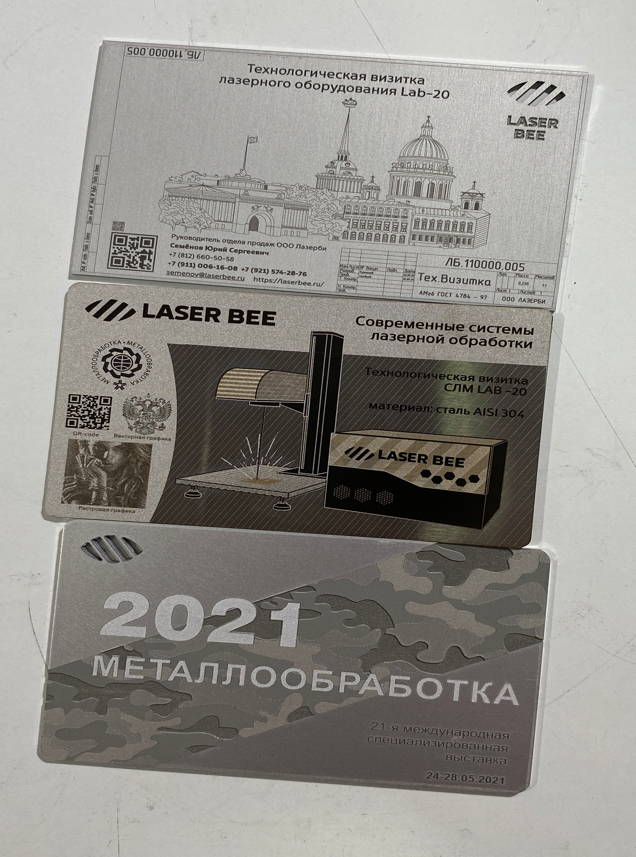 ЛБ.110000.005
Технологическая визитка
лазерного оборудования Lab-20
LASER
BEE
Руководитель отдела продаж ООО Лазерби
Семёнов Юрий Сергеевич
+7 (812) 660-50-58
+7 (911) 006-16-08 +7 (921) 574-28-76
semenov@laserbee.ru https://laserbee.ru/
ЛБ.110000.005
Тех.Визитка
Масса
Масштаб
АМг6 ГОСТ 4784 - 97
ООО ЛАЗЕРБИ
LASER BEE
Современные системы
лазерной обработки
МЕТАЛЛООБРАБОТКА • МЕТАЛЛООБРАБОТКА
Технологическая визитка
СЛМ LAB -20
материал: сталь AISI 304
QR-code
Векторная графика
Растровая графика
LASER BEE
2021
МЕТАЛЛООБРАБОТКА
21-я международная
специализированная
выставка
24-28.05.2021